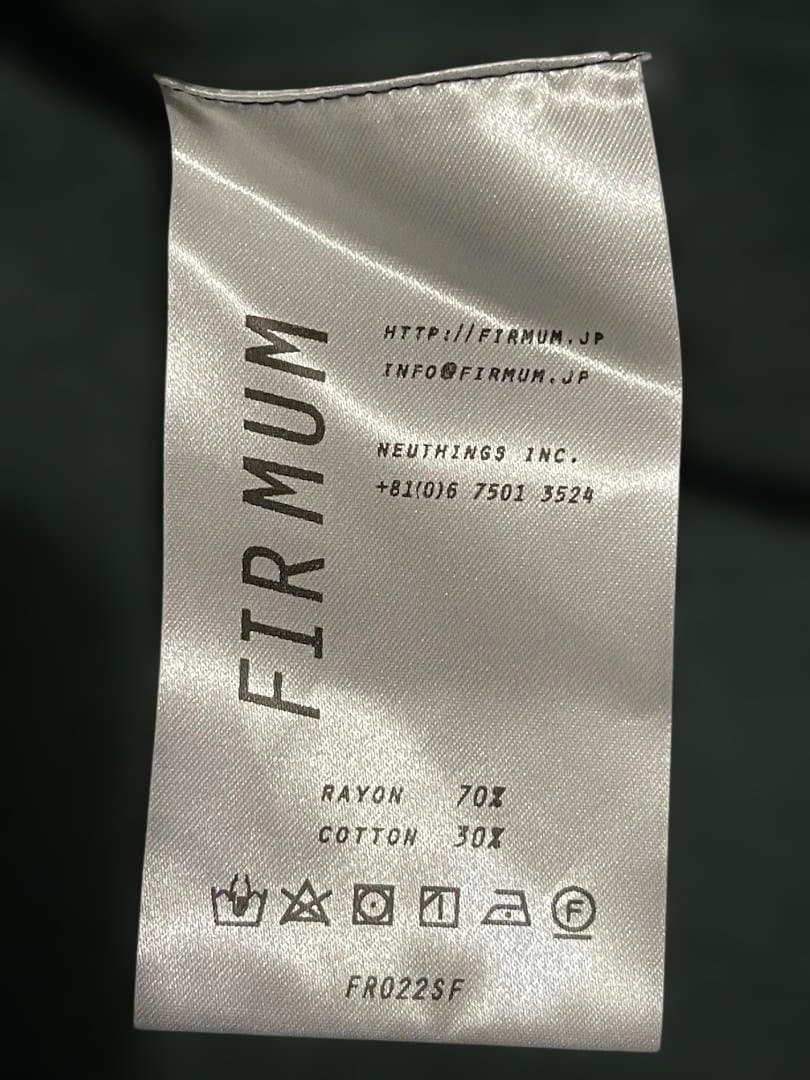 FIRMUM
HTTP://FIRMUM.JP
INFO@FIRMUM.JP
NEUTHINGS INC.
+81(0)6 7501 3524
RAYON 70%
COTTON 30%
F
FR022SF